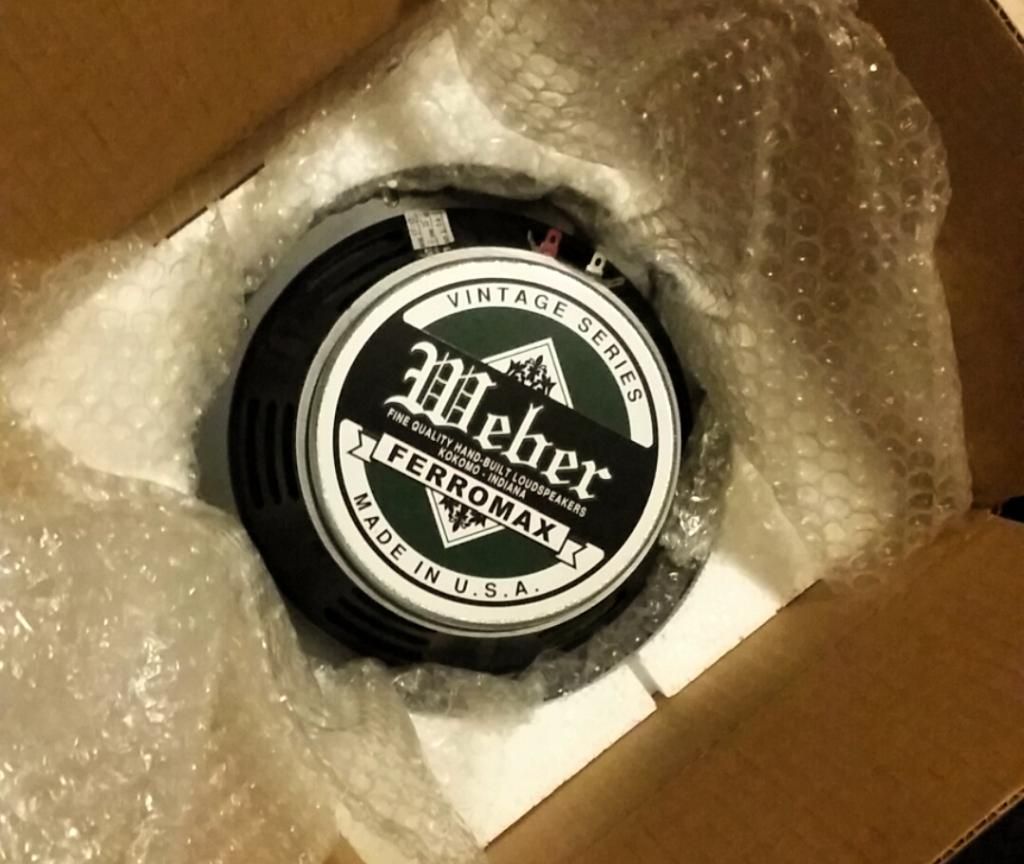 VINTAGE SERIES
Weber
FINE QUALITY HAND-BUILT LOUDSPEAKERS
KOKOMO - INDIANA
FERROMAX
MADE IN U.S.A.